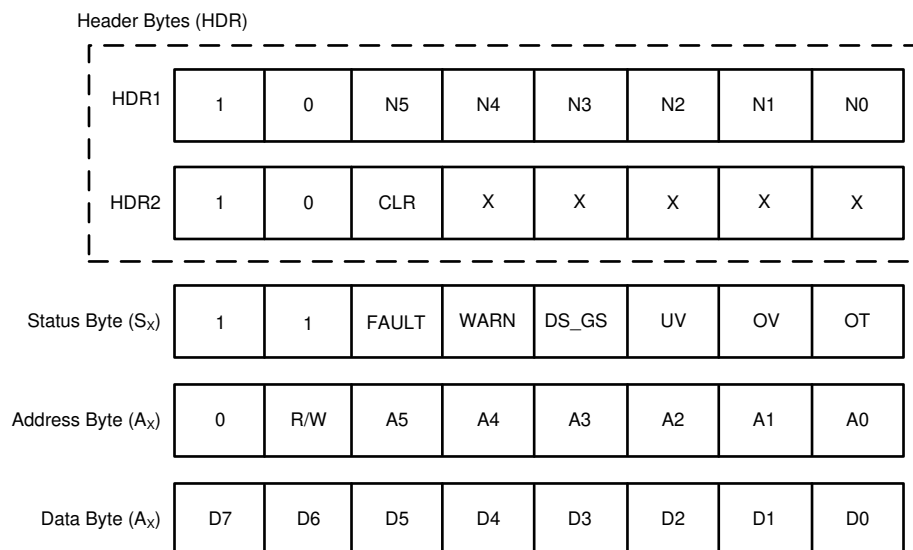 Header Bytes (HDR)
HDR1 1 0 N5 N4 N3 N2 N1 N0
HDR2 1 0 CLR X X X X X
Status Byte (SX) 1 1 FAULT WARN DS_GS UV OV OT
Address Byte (AX) 0 R/W A5 A4 A3 A2 A1 A0
Data Byte (AX) D7 D6 D5 D4 D3 D2 D1 D0